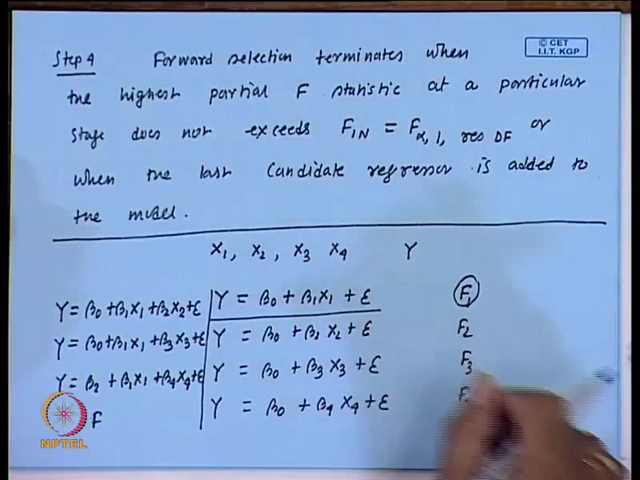 © CET
I.I.T. KGP
Step 4 Forward selection terminates when
the highest partial F statistic at a particular
stage does not exceeds F_IN = F_α, 1, res DF or
when the last candidate regressor is added to
the model.
X₁, X₂, X₃ X₄ Y
Y = β₀ + β₁X₁ + β₂X₂ + ε
Y = β₀ + β₁X₁ + β₃X₃ + ε
Y = β₂ + β₁X₁ + β₄X₄ + ε
F
Y = β₀ + β₁X₁ + ε F₁
Y = β₀ + β₂ X₂ + ε F₂
Y = β₀ + β₃ X₃ + ε F₃
Y = β₀ + β₄ X₄ + ε
NPTEL